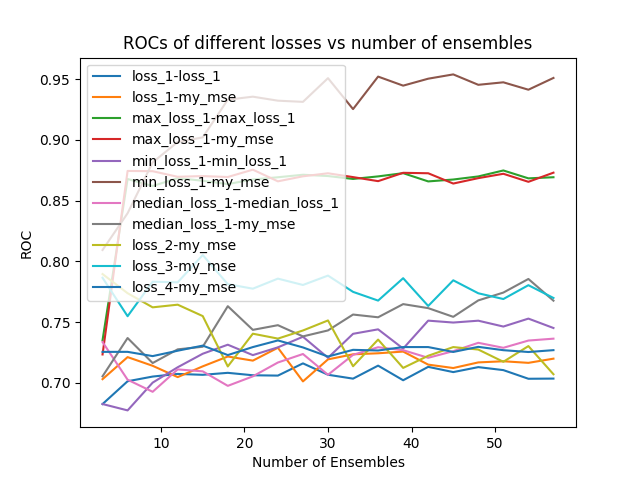 ROCs of different losses vs number of ensembles
0.95
0.90
0.85
0.80
0.75
0.70
ROC
loss_1-loss_1
loss_1-my_mse
max_loss_1-max_loss_1
max_loss_1-my_mse
min_loss_1-min_loss_1
min_loss_1-my_mse
median_loss_1-median_loss_1
median_loss_1-my_mse
loss_2-my_mse
loss_3-my_mse
loss_4-my_mse
10 20 30 40 50
Number of Ensembles